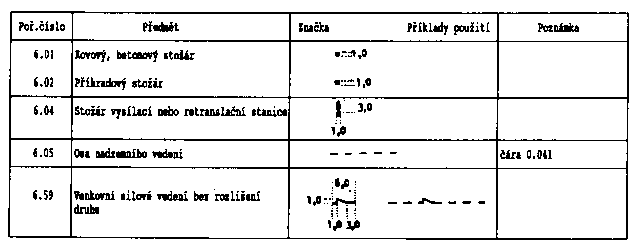 Poř.číslo Předmět Značka Příklady použití Poznámka
6.01 Kovový, betonový stožár 1,0
6.02 Příhradový stožár 1,0
6.04 Stožár vysílací nebo retranslační stanice 3,0
1,0
6.05 Osa nadzemního vedení čára 0.041
6,0
6.59 Venkovní silové vedení bez rozlišení 1,0
druhu 1,0 3,0